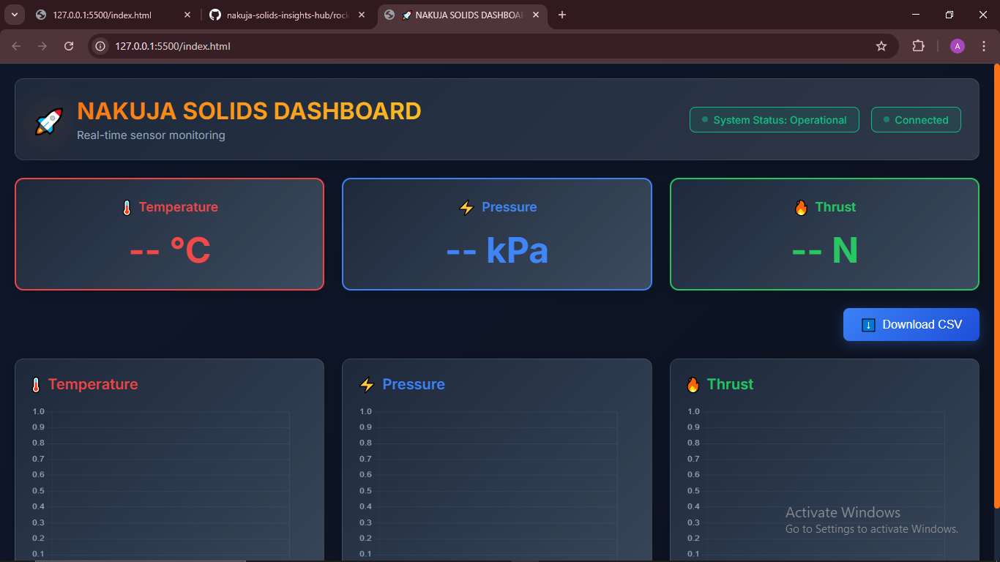 127.0.0.1:5500/index.html
nakuja-solids-insights-hub/rock
NAKUJA SOLIDS DASHBOA
127.0.0.1:5500/index.html
A
NAKUJA SOLIDS DASHBOARD
Real-time sensor monitoring
System Status: Operational
Connected
Temperature
-- °C
Pressure
-- kPa
Thrust
-- N
Download CSV
Temperature
1.0
0.9
0.8
0.7
0.6
0.5
0.4
0.3
0.2
0.1
Pressure
1.0
0.9
0.8
0.7
0.6
0.5
0.4
0.3
0.2
0.1
Thrust
1.0
0.9
0.8
0.7
0.6
0.5
0.4
0.3
0.2
0.1
Activate Windows
Go to Settings to activate Windows.